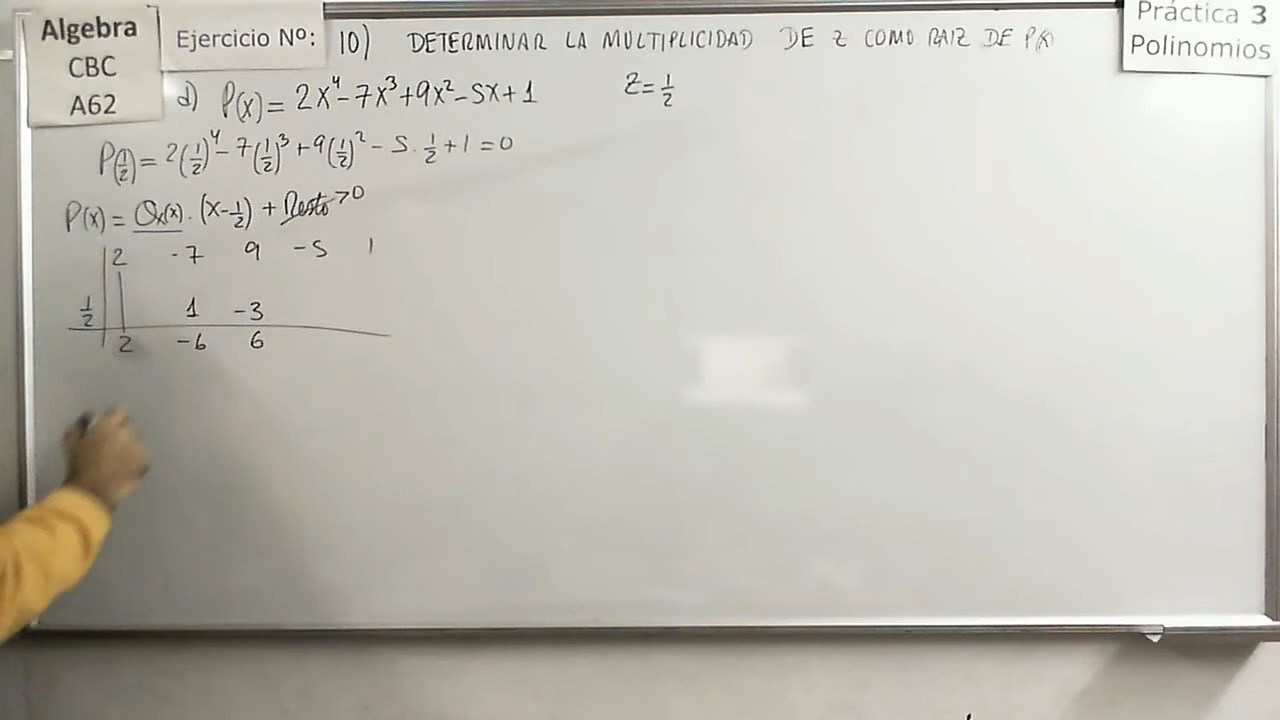 Algebra
CBC
A62
Ejercicio Nº:
10) DETERMINAR LA MULTIPLICIDAD DE Z COMO RAIZ DE P(x)
Práctica 3
Polinomios
d) P(x) = 2x⁴ - 7x³ + 9x² - 5x + 1 Z = 1/2
P(1/2) = 2(1/2)⁴ - 7(1/2)³ + 9(1/2)² - 5 · 1/2 + 1 = 0
P(x) = Q₁(x) · (x - 1/2) + Resto → 0
2 -7 9 -5 1
1/2 1 -3
2 -6 6